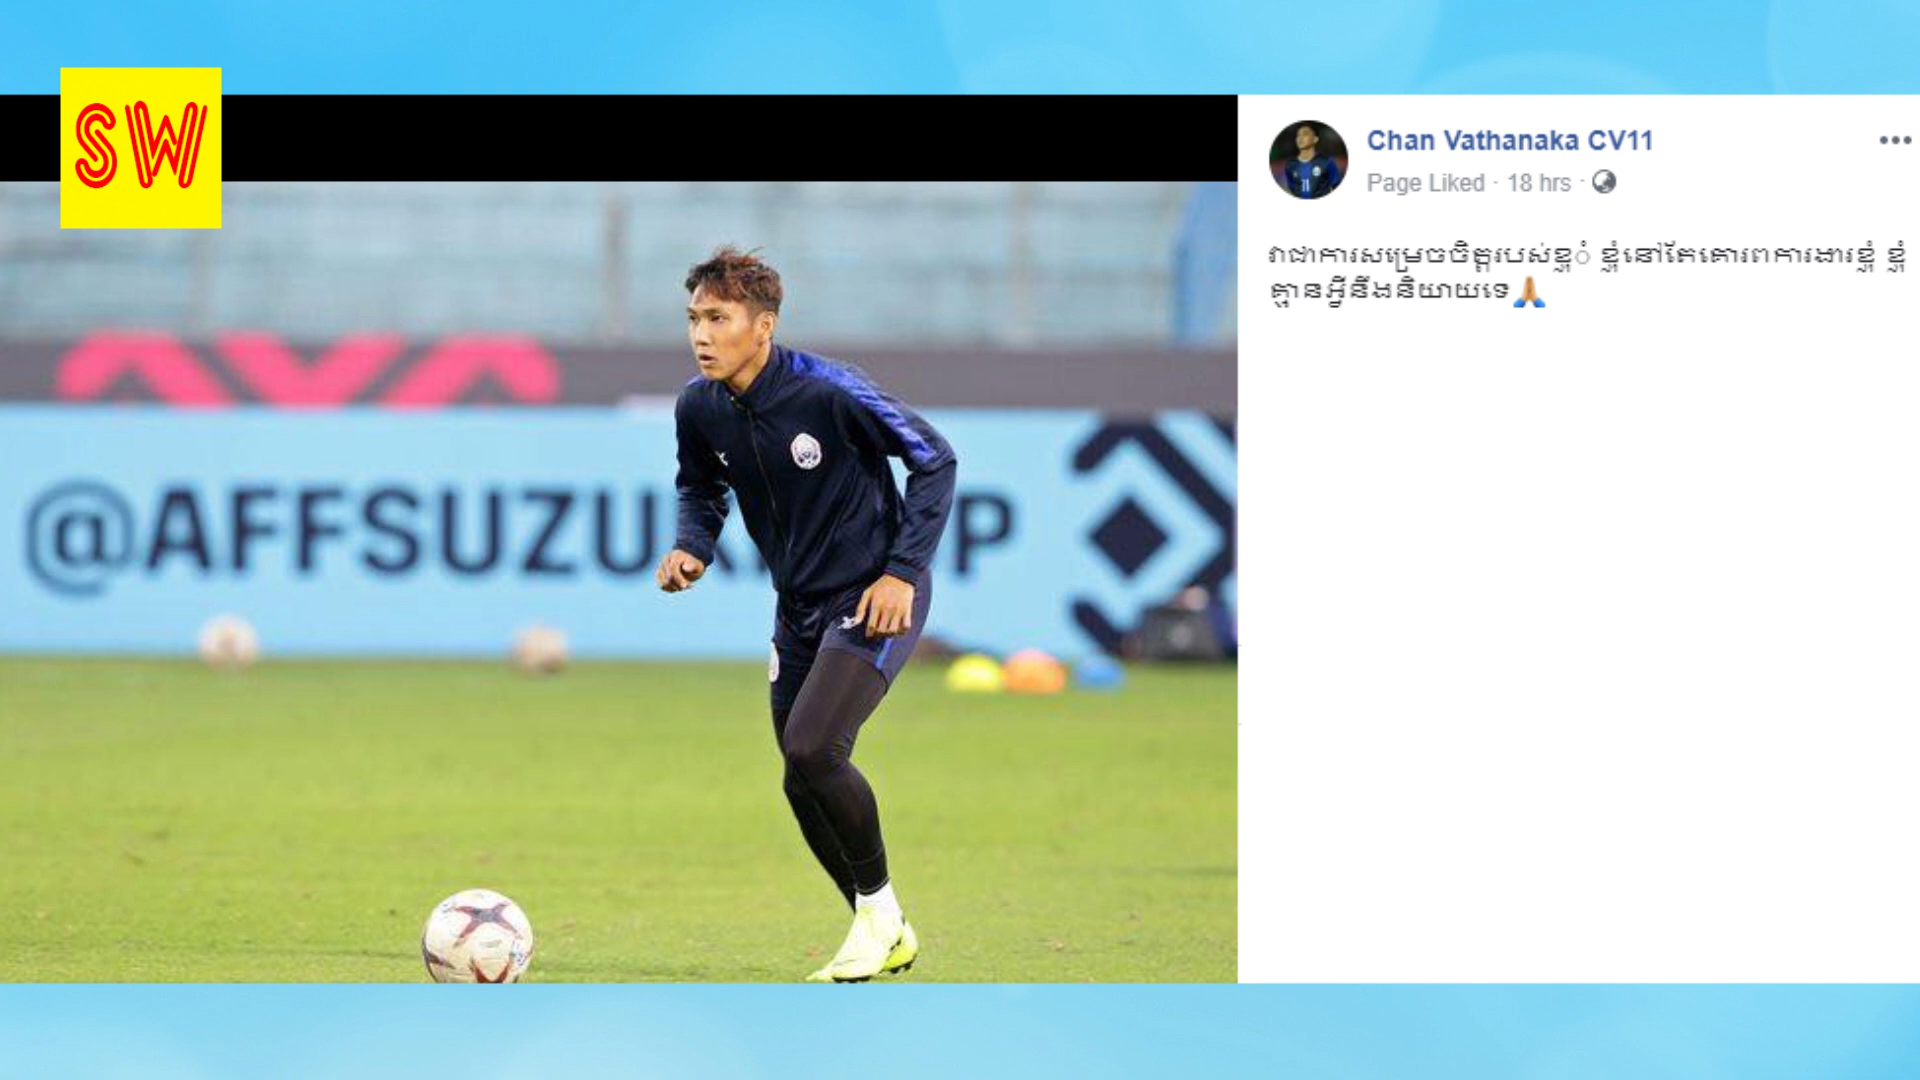 SW
@AFFSUZUKI P
Chan Vathanaka CV11
Page Liked · 18 hrs ·
វាជាការសម្រេចចិត្តរបស់ខ្ញុំ ខ្ញុំនៅតែគោរពការងារខ្ញុំ ខ្ញុំ
គ្មានអ្វីនឹងនិយាយទេ🙏🏽